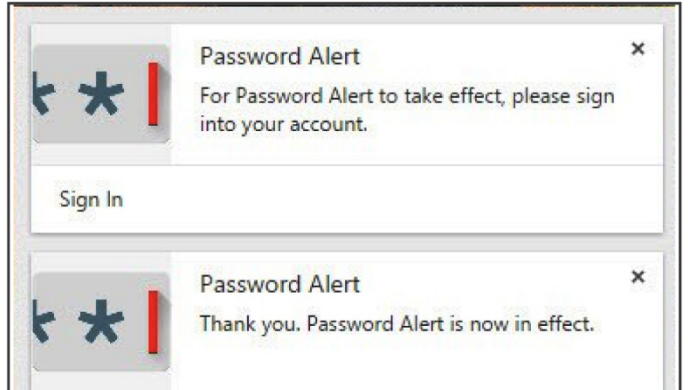 Password Alert
For Password Alert to take effect, please sign
into your account.
Sign In
Password Alert
Thank you. Password Alert is now in effect.